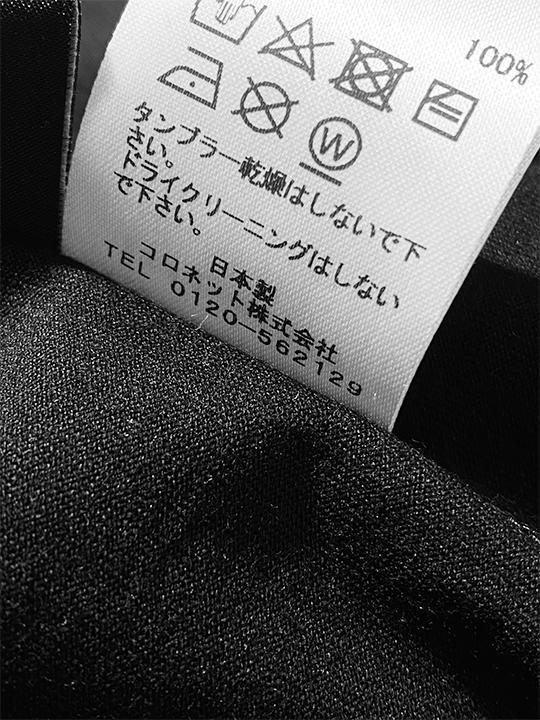 100%
W
タンブラー乾燥はしないで下
さい。
ドライクリーニングはしない
で下さい。
日本製
コロネット株式会社
TEL 0120-562129